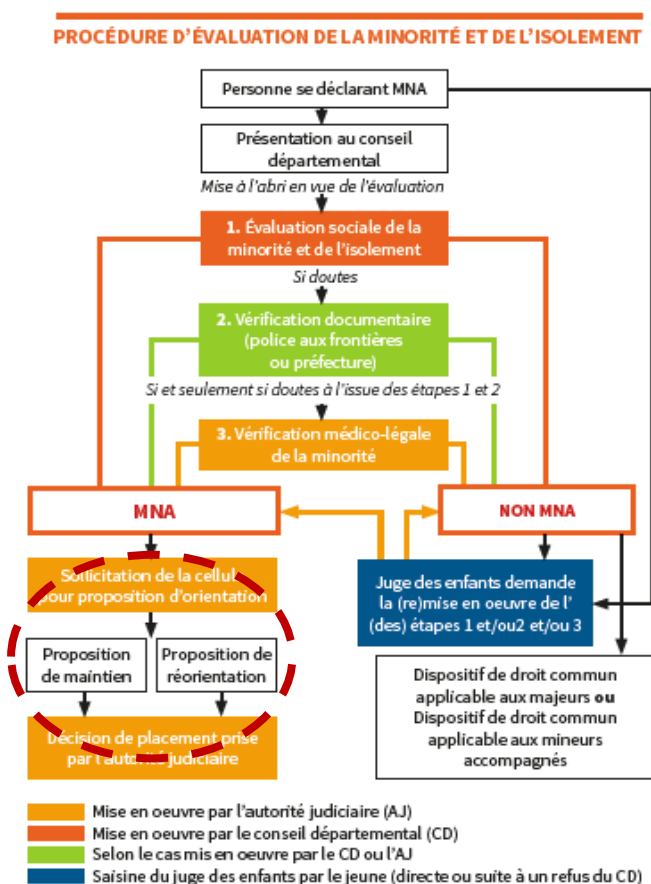 PROCÉDURE D'ÉVALUATION DE LA MINORITÉ ET DE L'ISOLEMENT
Personne se déclarant MNA
Présentation au conseil
départemental
Mise à l'abri en vue de l'évaluation
1. Évaluation sociale de la
minorité et de l'isolement
Si doutes
2. Vérification documentaire
(police aux frontières
ou préfecture)
Si et seulement si doutes à l'issue des étapes 1 et 2
3. Vérification médico-légale
de la minorité
MNA
NON MNA
Sollicitation de la cellule
pour proposition d'orientation
Proposition
de maintien
Proposition de
réorientation
Décision de placement prise
par l'autorité judiciaire
Juge des enfants demande
la (re)mise en oeuvre de l'
(des) étapes 1 et/ou2 et/ou 3
Dispositif de droit commun
applicable aux majeurs ou
Dispositif de droit commun
applicable aux mineurs
accompagnés
Mise en oeuvre par l'autorité judiciaire (AJ)
Mise en oeuvre par le conseil départemental (CD)
Selon le cas mis en oeuvre par le CD ou l'AJ
Saisine du juge des enfants par le jeune (directe ou suite à un refus du CD)